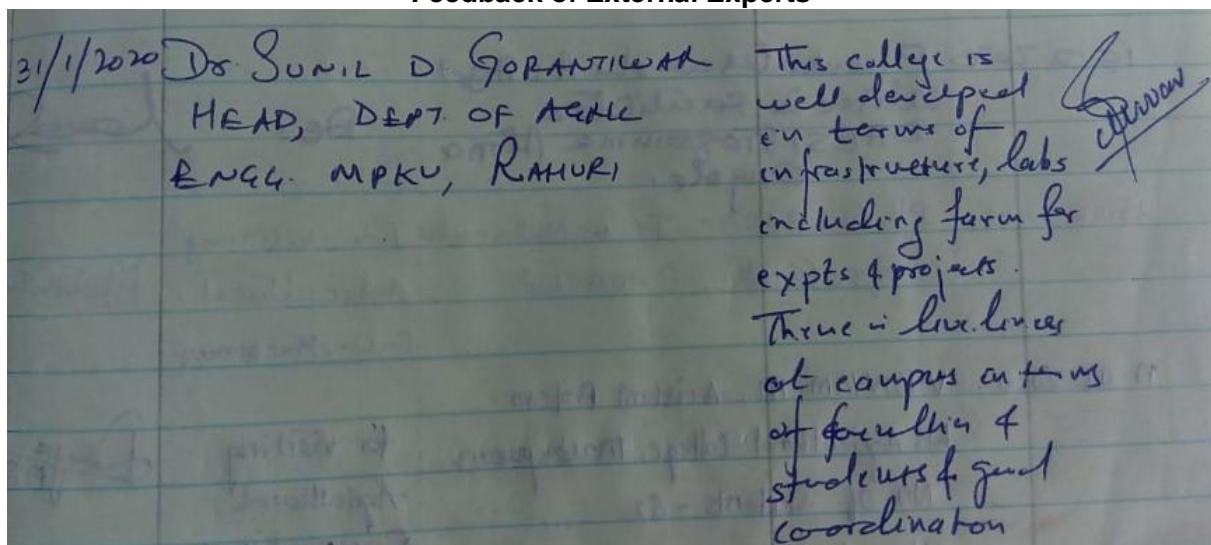 Feedback of External Experts
31/1/2020 Dr SUNIL D GORANTIWAR
HEAD, DEPT. OF AGRIL
ENGG. MPKV, RAHURI
This college is
well developed
in terms of
infrastructure, labs
including farm for
expts & projects.
There is liveliness
at campus in terms
of faculties &
students & good
coordination